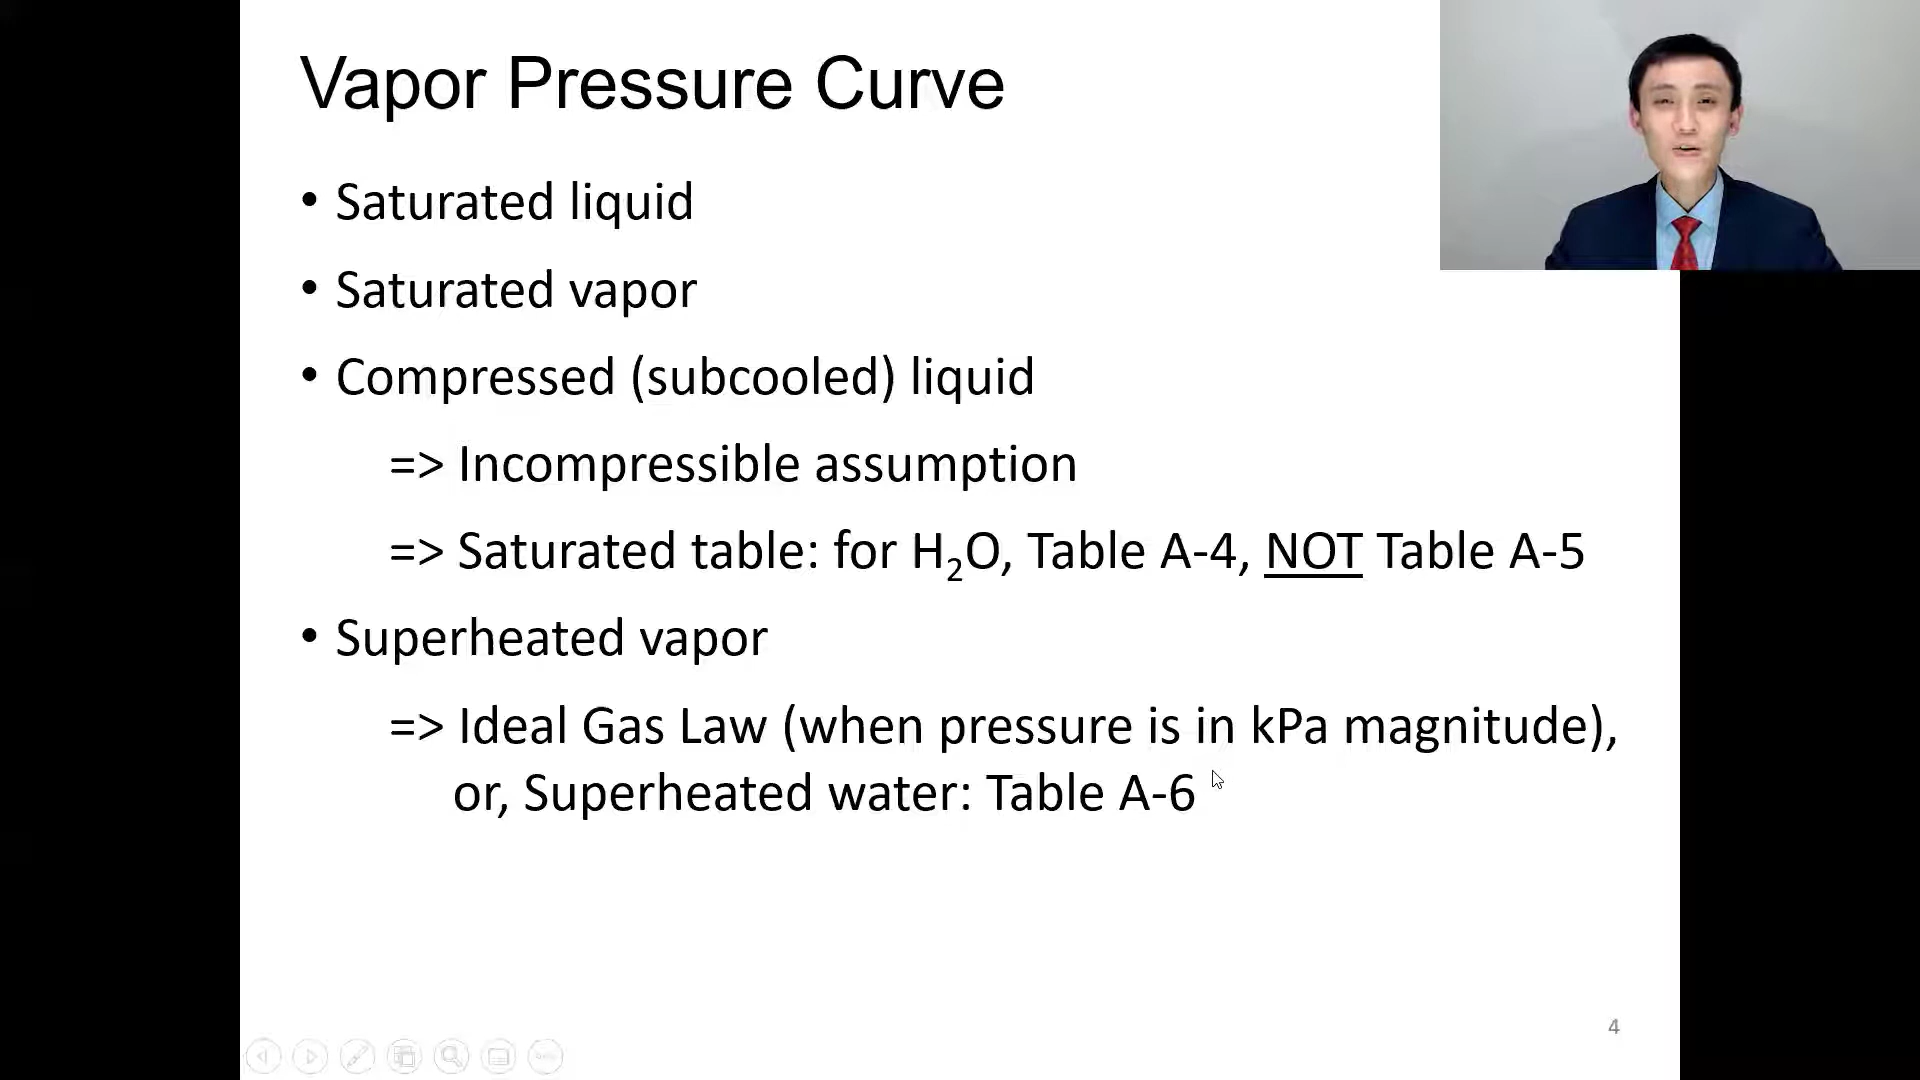 Vapor Pressure Curve
• Saturated liquid
• Saturated vapor
• Compressed (subcooled) liquid
=> Incompressible assumption
=> Saturated table: for H₂O, Table A-4, NOT Table A-5
• Superheated vapor
=> Ideal Gas Law (when pressure is in kPa magnitude),
or, Superheated water: Table A-6
4